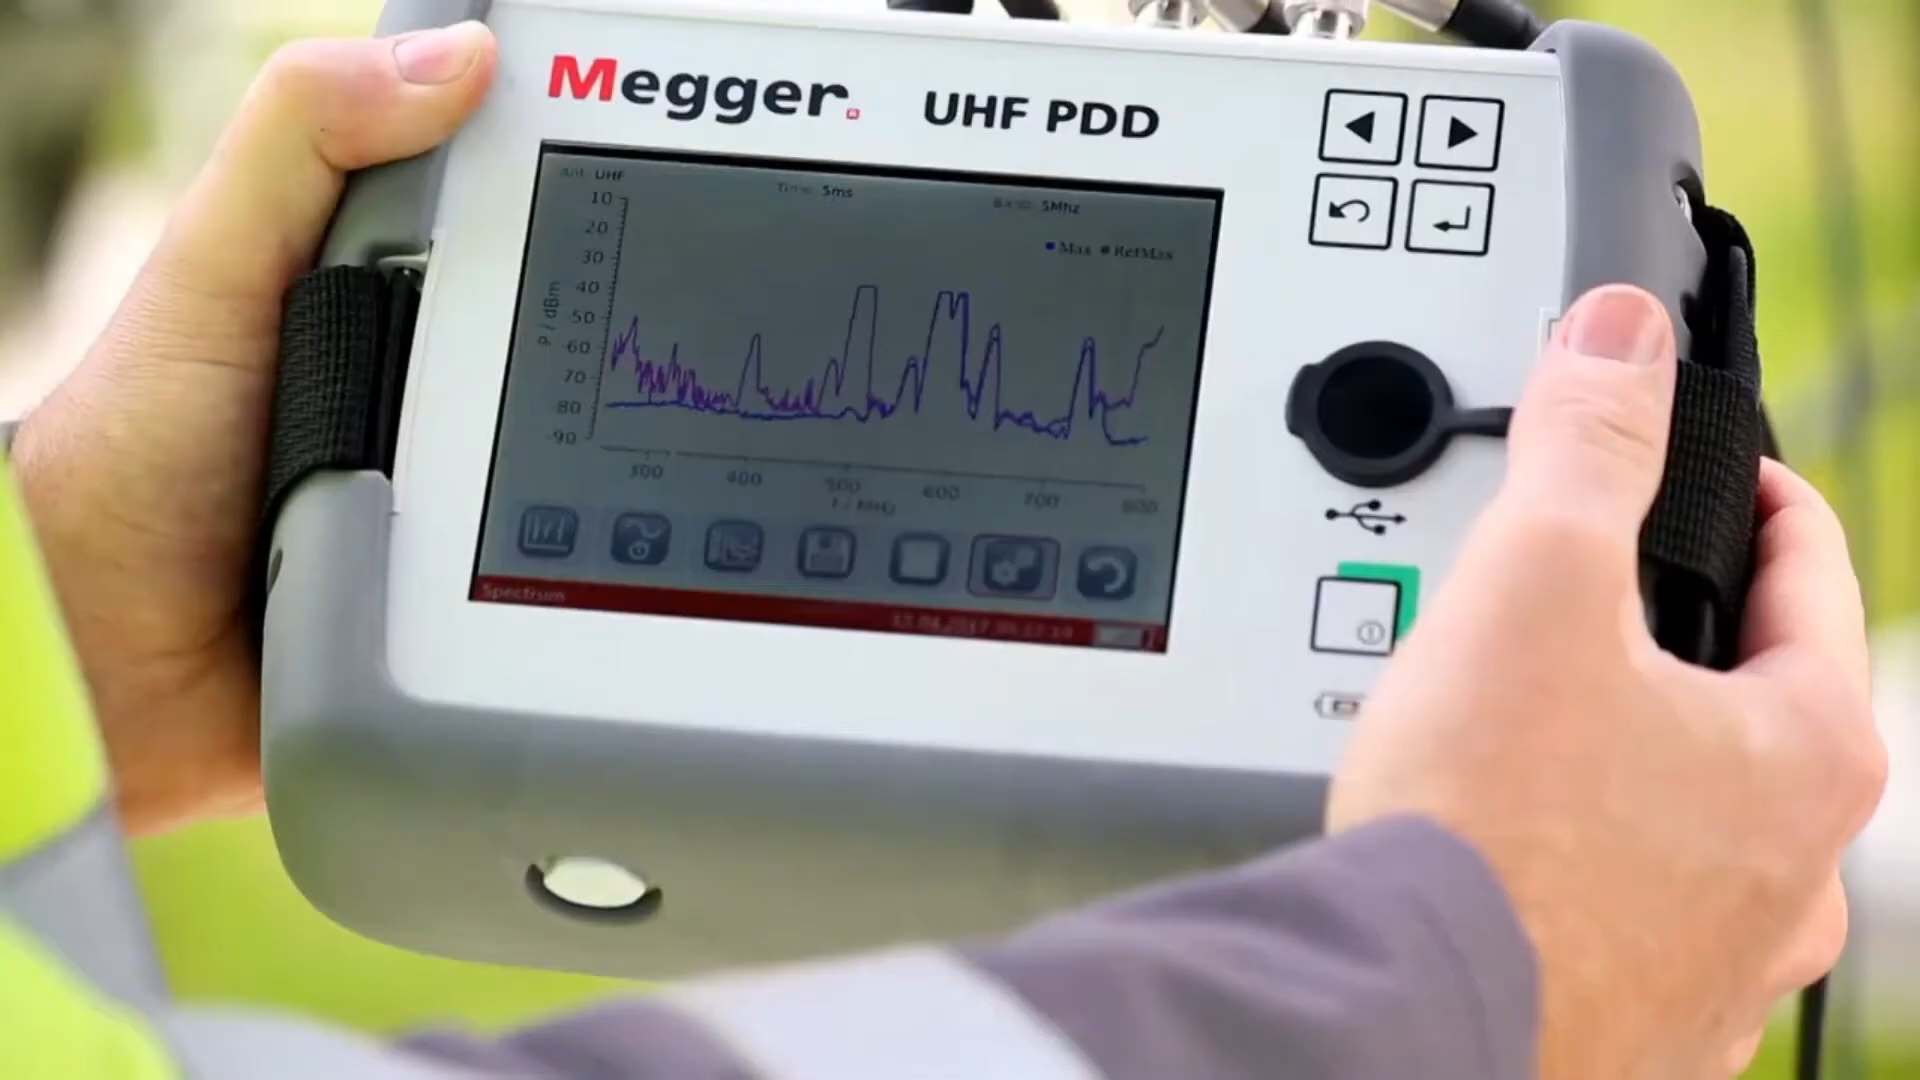 Megger. UHF PDD
Ant: UHF Time: 5ms 5Mhz
Max RefMax
10
20
30
40
50
-60
70
80
-90
P / dBm
300 400 500 600 700 800
f / MHz
Spectrum